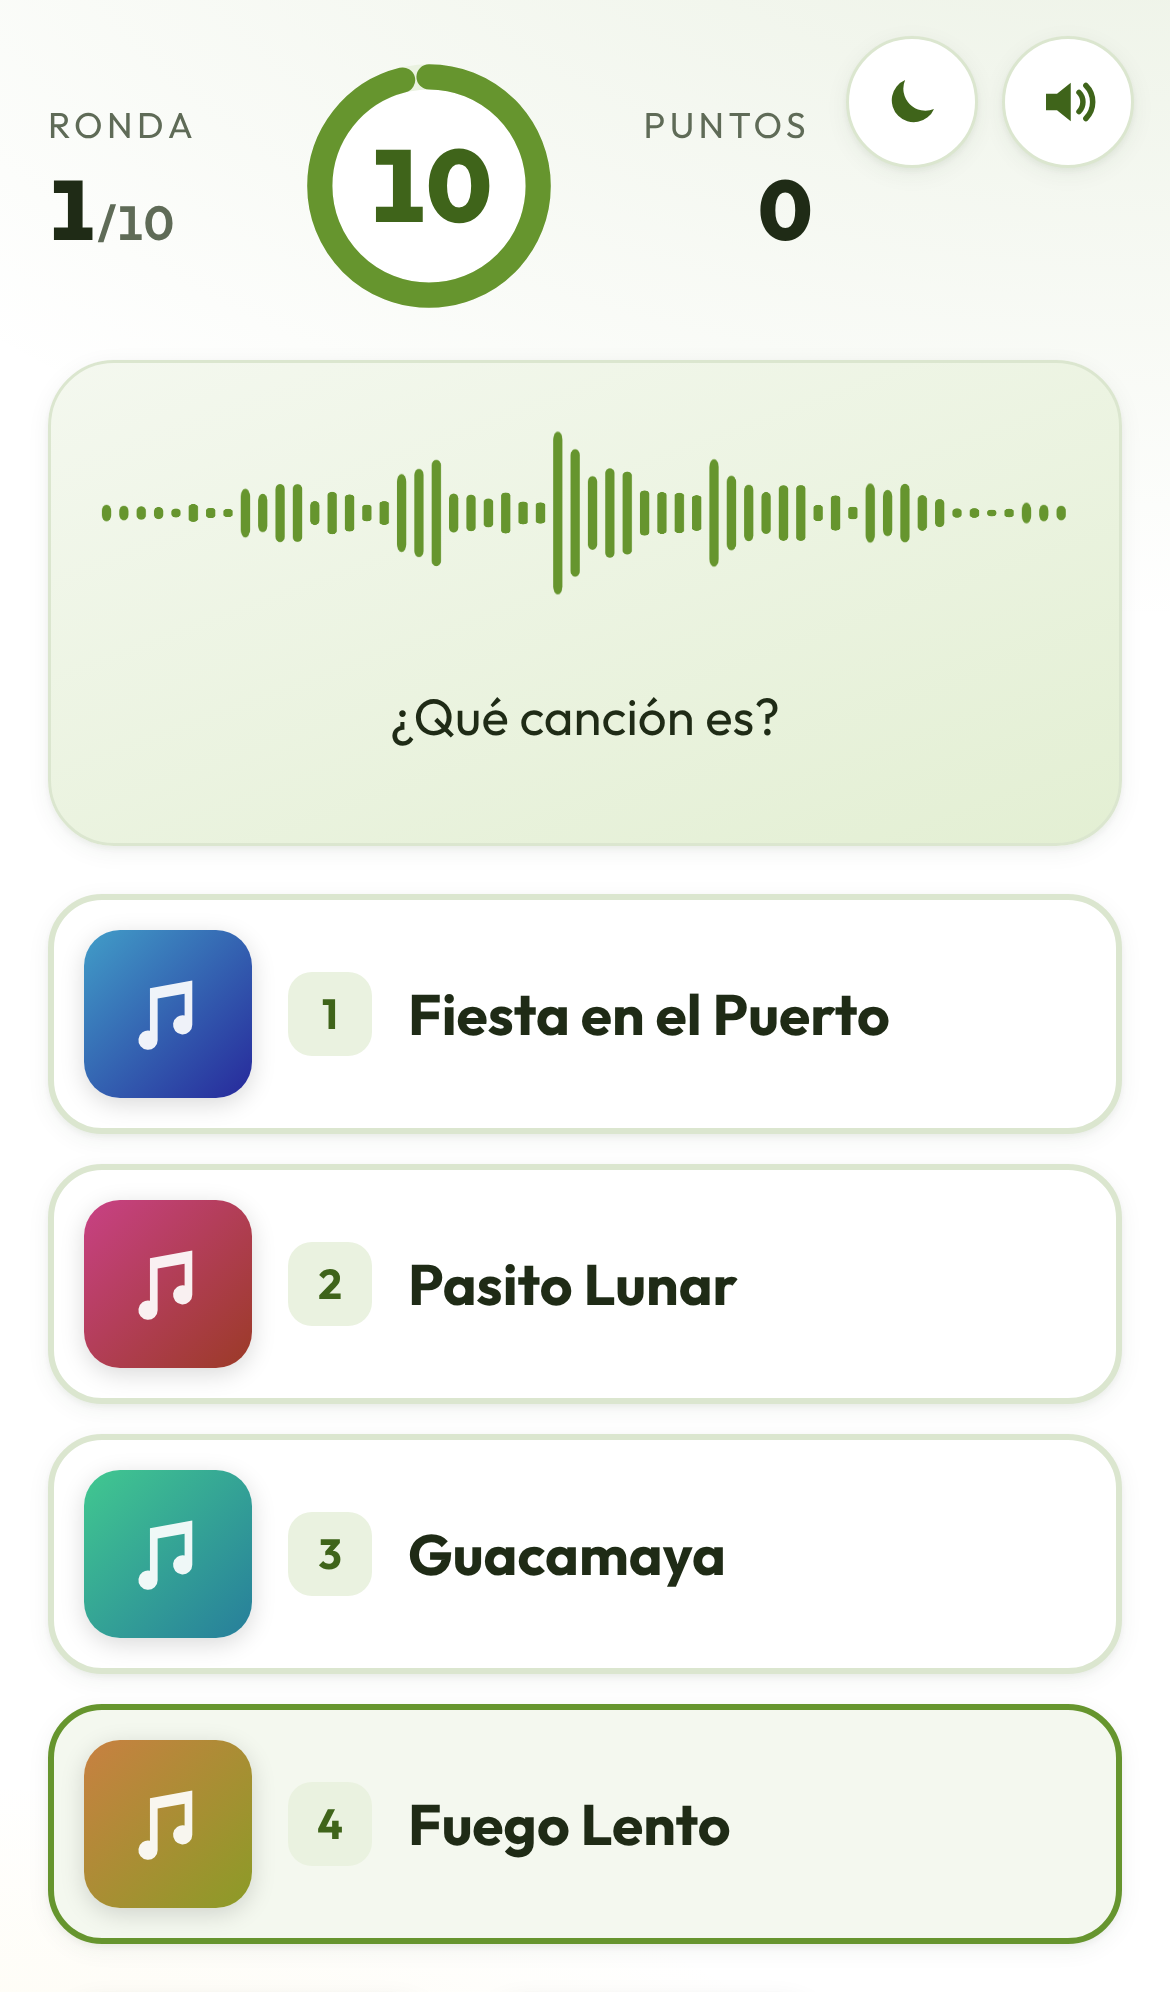 RONDA
1/10
10
PUNTOS
0
¿Qué canción es?
1 Fiesta en el Puerto
2 Pasito Lunar
3 Guacamaya
4 Fuego Lento